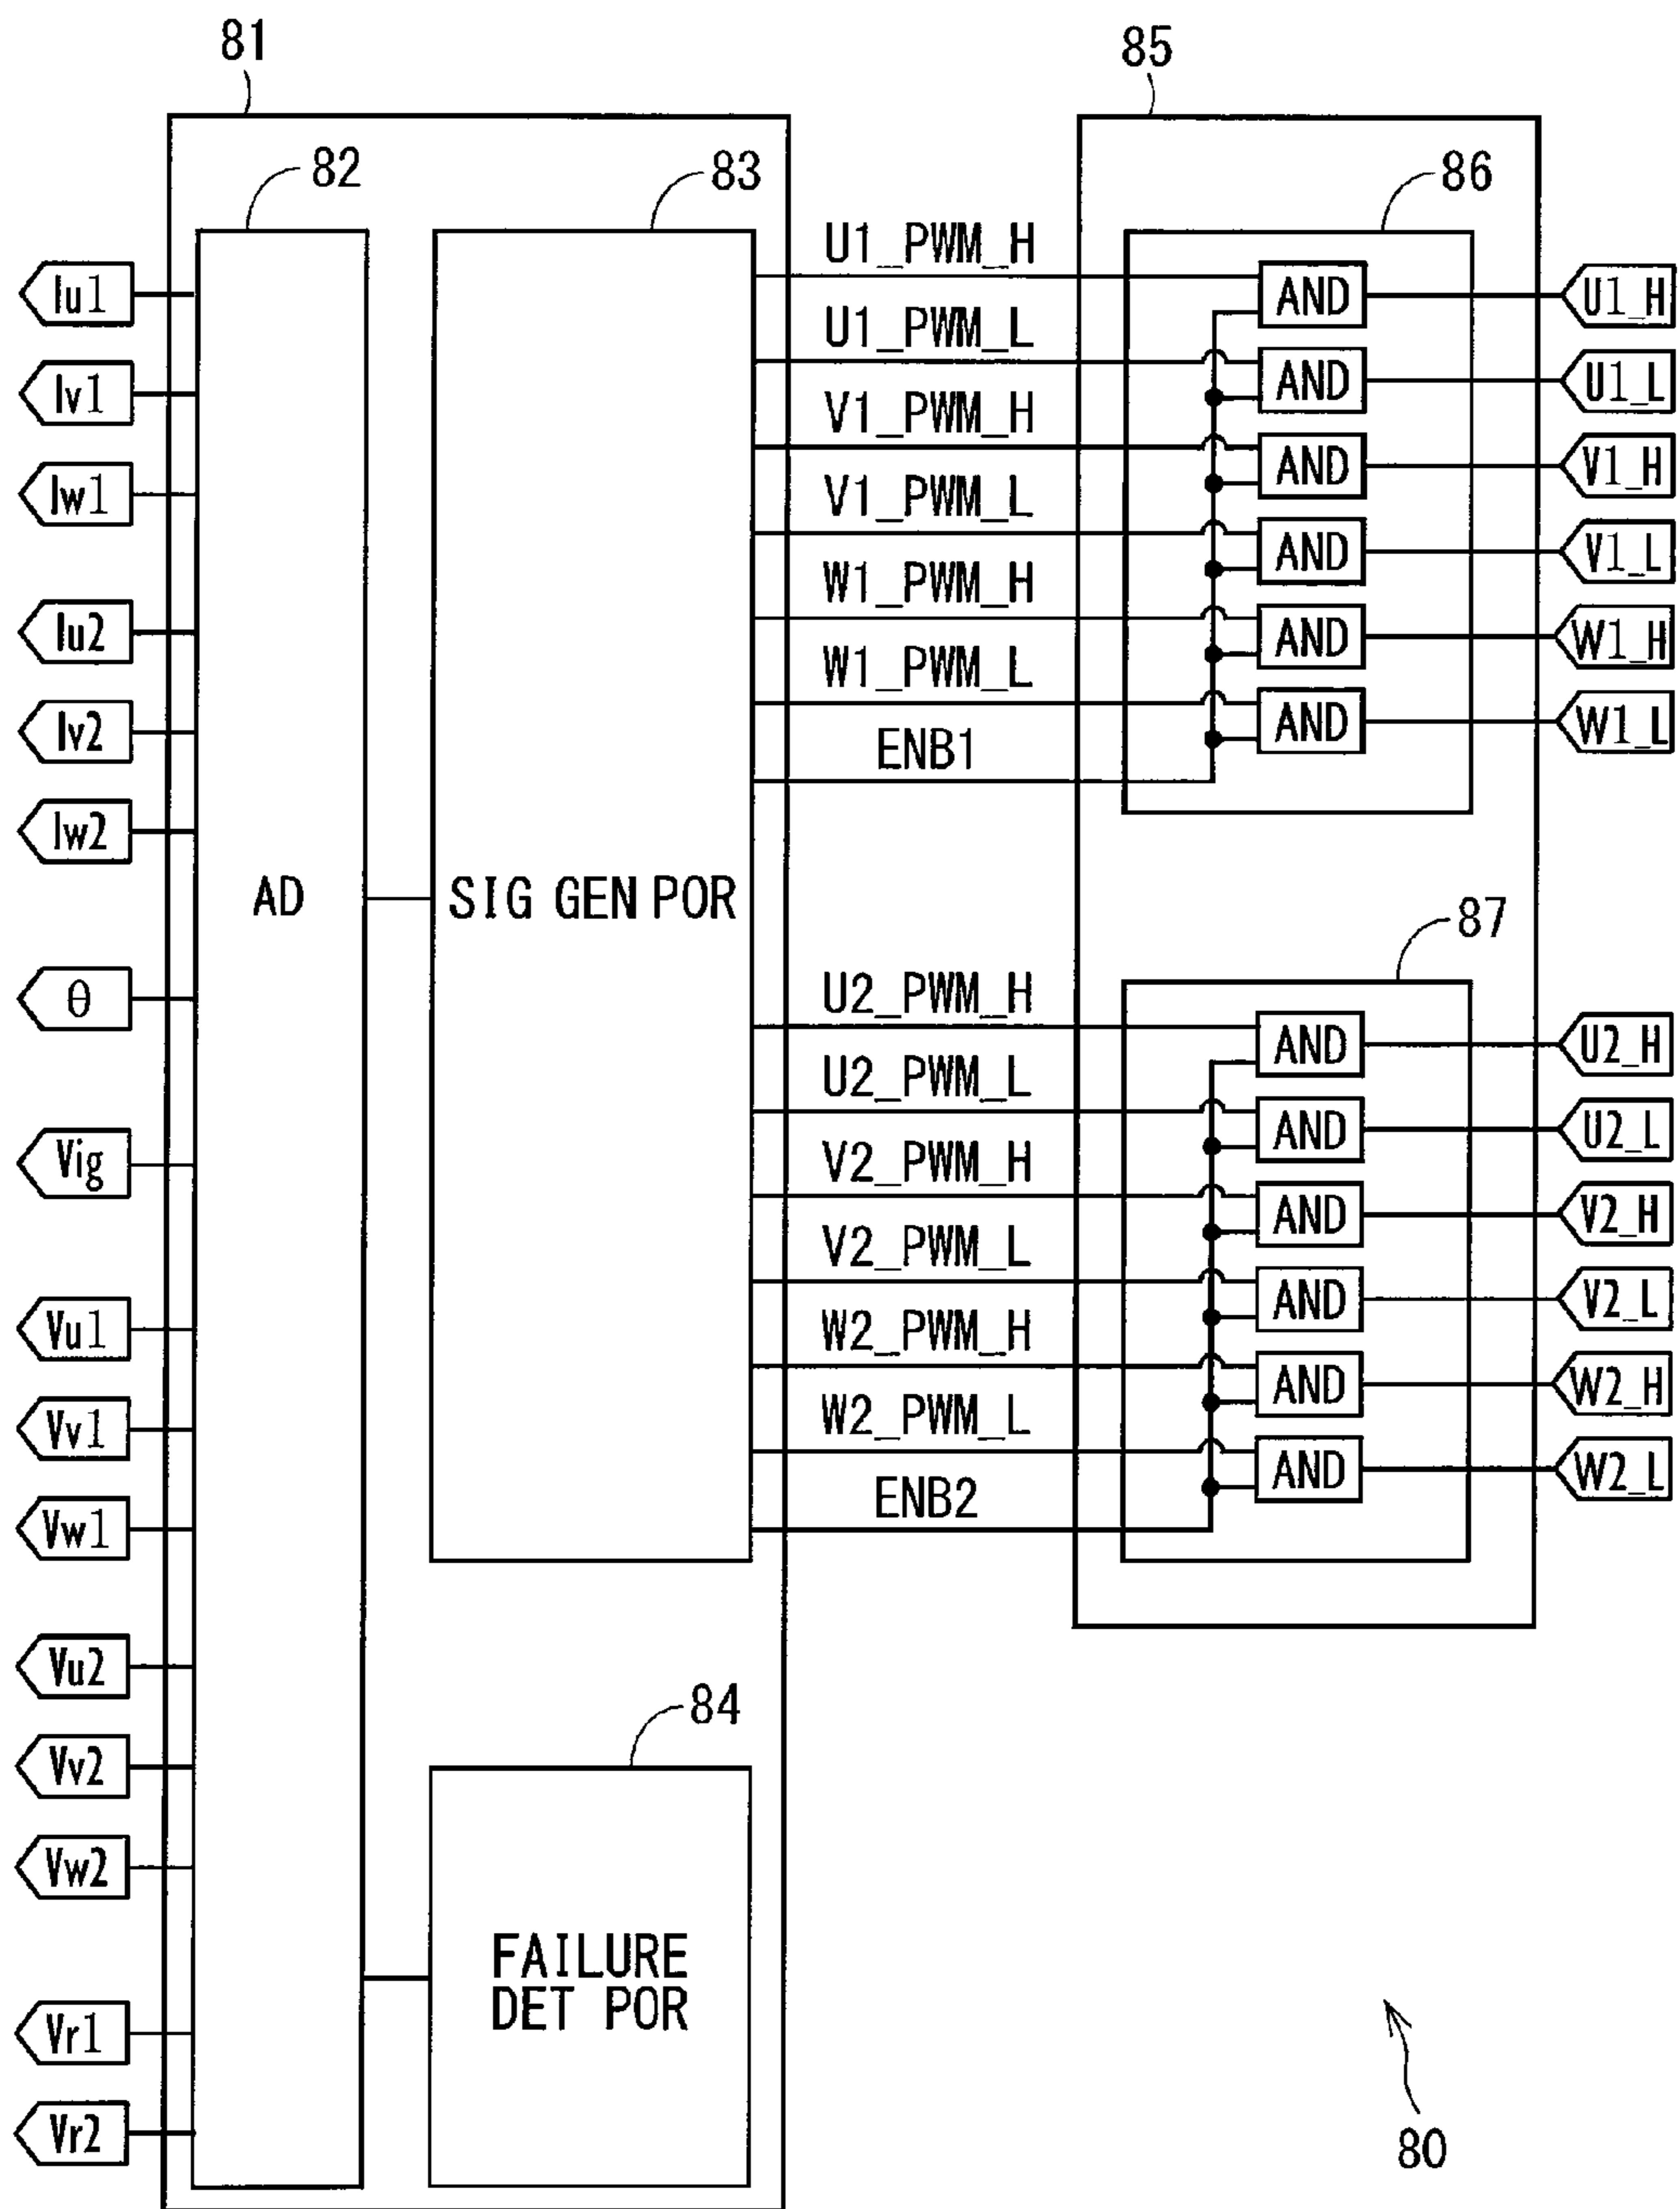 81
85
82
83
86
Iu1
Iv1
Iw1
Iu2
Iv2
Iw2
θ
Vig
Vu1
Vv1
Vw1
Vu2
Vv2
Vw2
Vr1
Vr2
AD
SIG GEN POR
84
FAILURE
DET POR
U1_PWM_H
U1_PWM_L
V1_PWM_H
V1_PWM_L
W1_PWM_H
W1_PWM_L
ENB1
AND
AND
AND
AND
AND
AND
U1_H
U1_L
V1_H
V1_L
W1_H
W1_L
87
U2_PWM_H
U2_PWM_L
V2_PWM_H
V2_PWM_L
W2_PWM_H
W2_PWM_L
ENB2
AND
AND
AND
AND
AND
AND
U2_H
U2_L
V2_H
V2_L
W2_H
W2_L
80